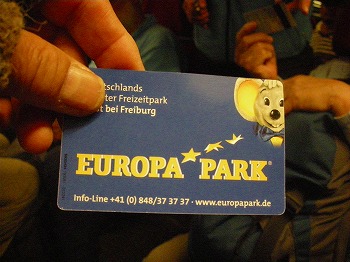 tschlands
ter Freizeitpark
t bei Freiburg
EUROPA PARK®
Info-Line +41 (0) 848/37 37 37 · www.europapark.de